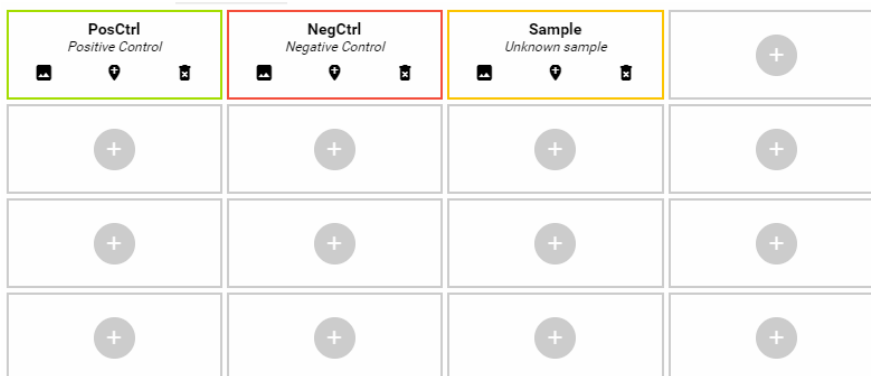 PosCtrl
Positive Control
NegCtrl
Negative Control
Sample
Unknown sample